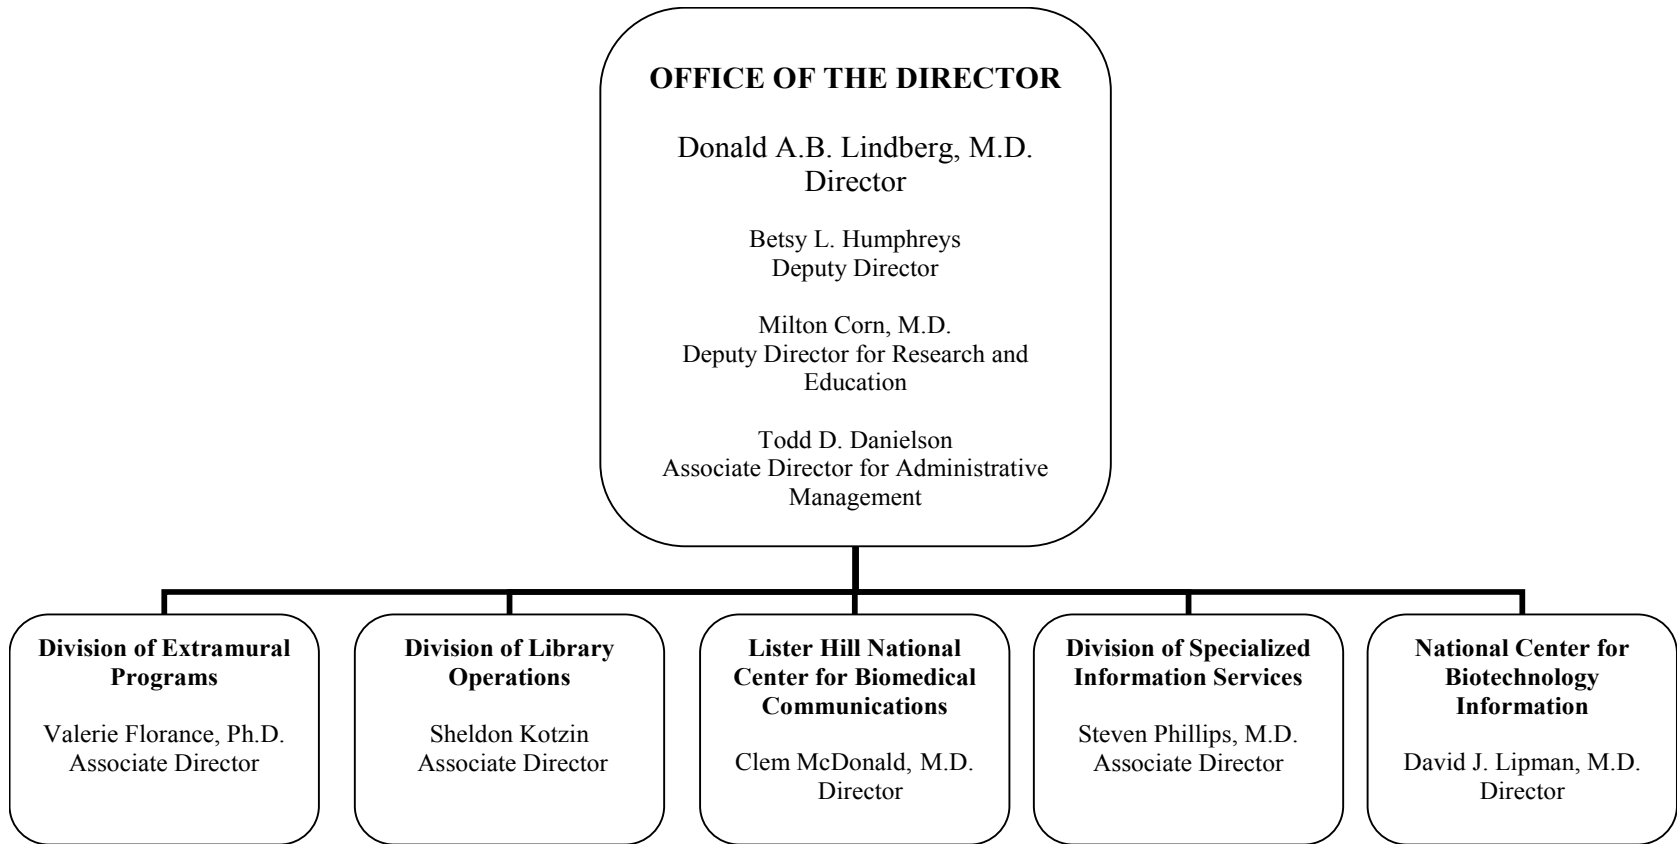 OFFICE OF THE DIRECTOR
Donald A.B. Lindberg, M.D.
Director
Betsy L. Humphreys
Deputy Director
Milton Corn, M.D.
Deputy Director for Research and
Education
Todd D. Danielson
Associate Director for Administrative
Management
Division of Extramural
Programs
Valerie Florance, Ph.D.
Associate Director
Division of Library
Operations
Sheldon Kotzin
Associate Director
Lister Hill National
Center for Biomedical
Communications
Clem McDonald, M.D.
Director
Division of Specialized
Information Services
Steven Phillips, M.D.
Associate Director
National Center for
Biotechnology
Information
David J. Lipman, M.D.
Director